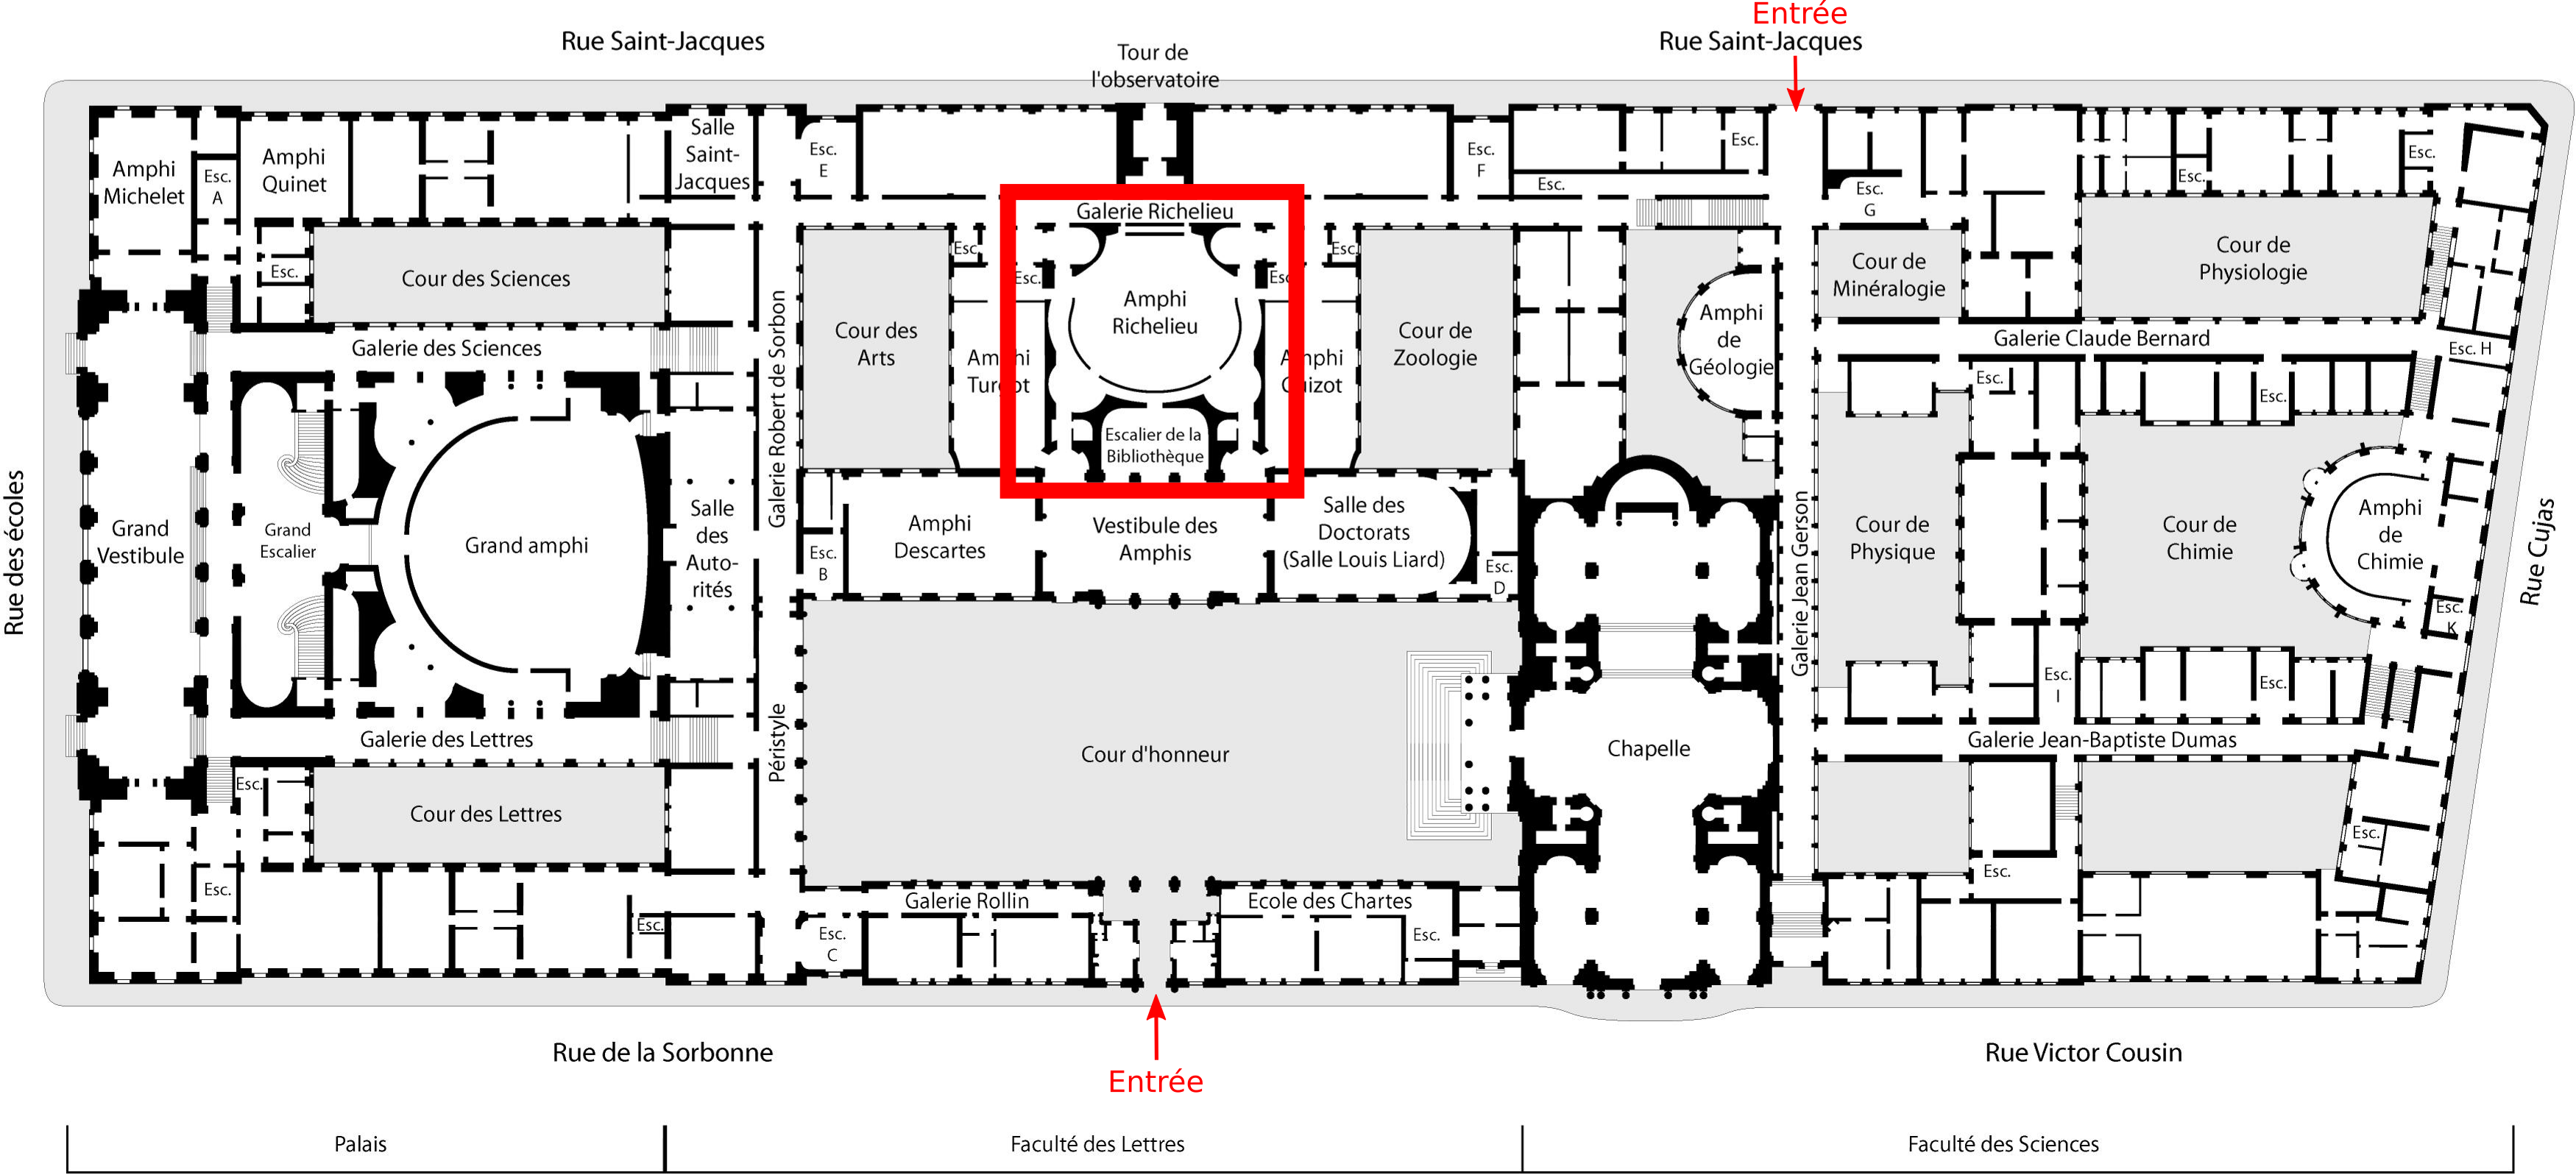 Entrée
Rue Saint-Jacques
Rue Saint-Jacques
Tour de
l'observatoire
Amphi
Michelet
Esc.
A
Amphi
Quinet
Salle
Saint-
Jacques
Esc.
E
Esc.
F
Esc.
Esc.
Esc.
G
Esc.
Esc.
Galerie Richelieu
Esc.
Cour des Sciences
Esc.
Esc.
Esc.
Esc.
Cour de
Minéralogie
Cour de
Physiologie
Amphi
Richelieu
Cour des
Arts
Amphi
Turgot
Amphi
Guizot
Cour de
Zoologie
Amphi
de
Géologie
Galerie des Sciences
Galerie Robert de Sorbon
Galerie Claude Bernard
Esc. H
Esc.
Esc.
Escalier de la
Bibliothèque
Rue des écoles
Grand
Vestibule
Grand
Escalier
Grand amphi
Salle
des
Auto-
rités
Esc.
B
Amphi
Descartes
Vestibule des
Amphis
Salle des
Doctorats
(Salle Louis Liard)
Esc.
D
Galerie Jean Gerson
Cour de
Physique
Cour de
Chimie
Amphi
de
Chimie
Rue Cujas
Esc.
K
Esc.
I
Esc.
Galerie des Lettres
Péristyle
Cour d'honneur
Chapelle
Galerie Jean-Baptiste Dumas
Esc.
Cour des Lettres
Esc.
Esc.
Esc.
Esc.
Galerie Rollin
Ecole des Chartes
Esc.
C
Esc.
Rue de la Sorbonne
Entrée
Rue Victor Cousin
Palais
Faculté des Lettres
Faculté des Sciences